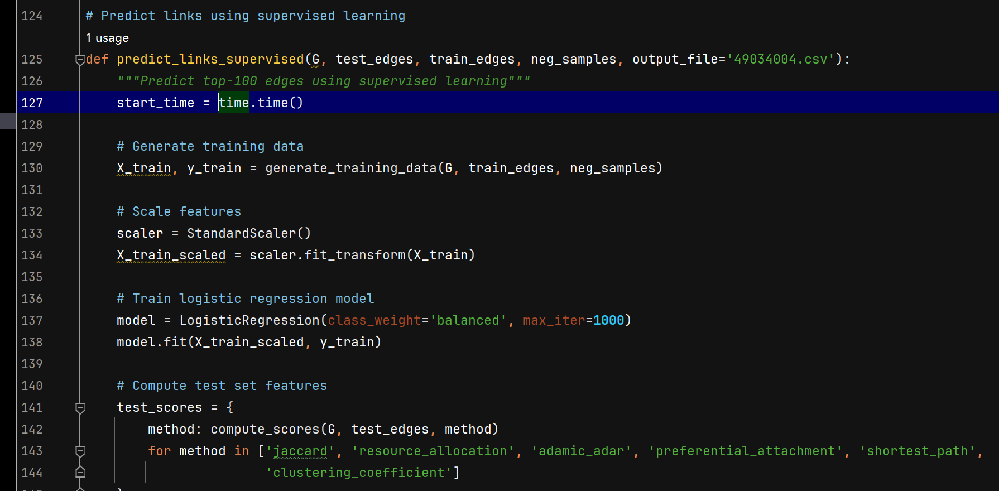 124 # Predict links using supervised learning
1 usage
125 def predict_links_supervised(G, test_edges, train_edges, neg_samples, output_file='49034004.csv'):
126 """Predict top-100 edges using supervised learning"""
127 start_time = time.time()
128
129 # Generate training data
130 X_train, y_train = generate_training_data(G, train_edges, neg_samples)
131
132 # Scale features
133 scaler = StandardScaler()
134 X_train_scaled = scaler.fit_transform(X_train)
135
136 # Train logistic regression model
137 model = LogisticRegression(class_weight='balanced', max_iter=1000)
138 model.fit(X_train_scaled, y_train)
139
140 # Compute test set features
141 test_scores = {
142 method: compute_scores(G, test_edges, method)
143 for method in ['jaccard', 'resource_allocation', 'adamic_adar', 'preferential_attachment', 'shortest_path',
144 'clustering_coefficient']